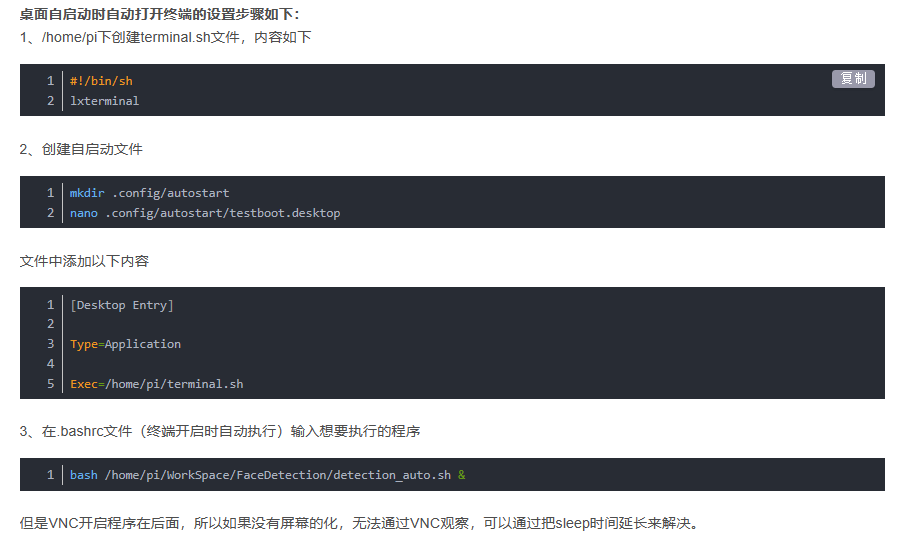 桌面自启动时自动打开终端的设置步骤如下：
1、/home/pi下创建terminal.sh文件，内容如下
1 #!/bin/sh
复制
2 lxterminal
2、创建自启动文件
1 mkdir .config/autostart
2 nano .config/autostart/testboot.desktop
文件中添加以下内容
1 [Desktop Entry]
2
3 Type=Application
4
5 Exec=/home/pi/terminal.sh
3、在.bashrc文件（终端开启时自动执行）输入想要执行的程序
1 bash /home/pi/WorkSpace/FaceDetection/detection_auto.sh &
但是VNC开启程序在后面，所以如果没有屏幕的化，无法通过VNC观察，可以通过把sleep时间延长来解决。